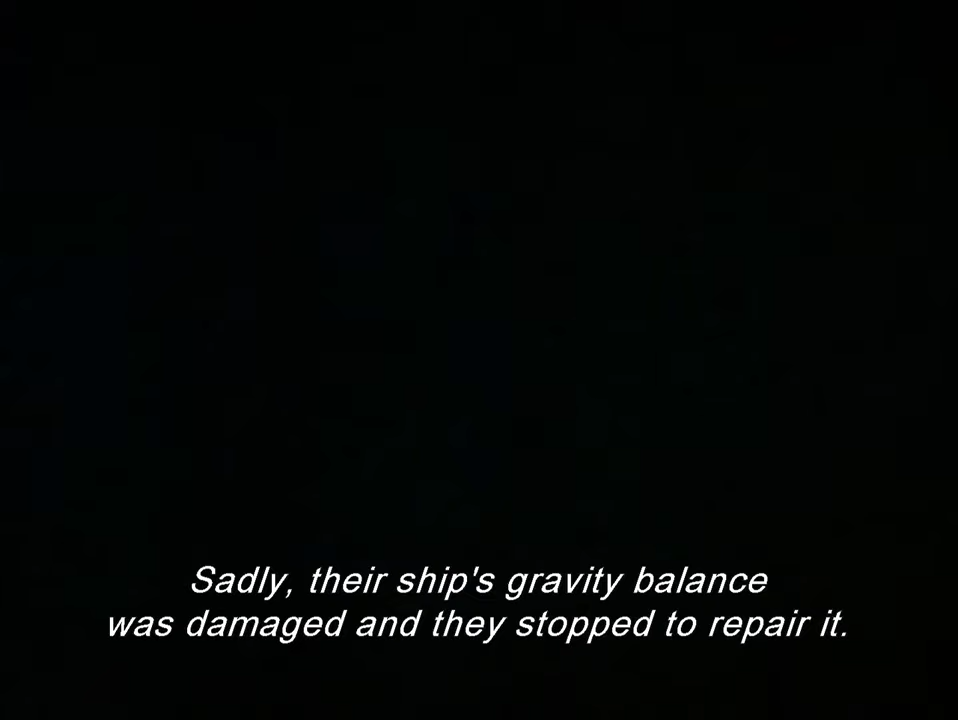 Sadly, their ship's gravity balance
was damaged and they stopped to repair it.